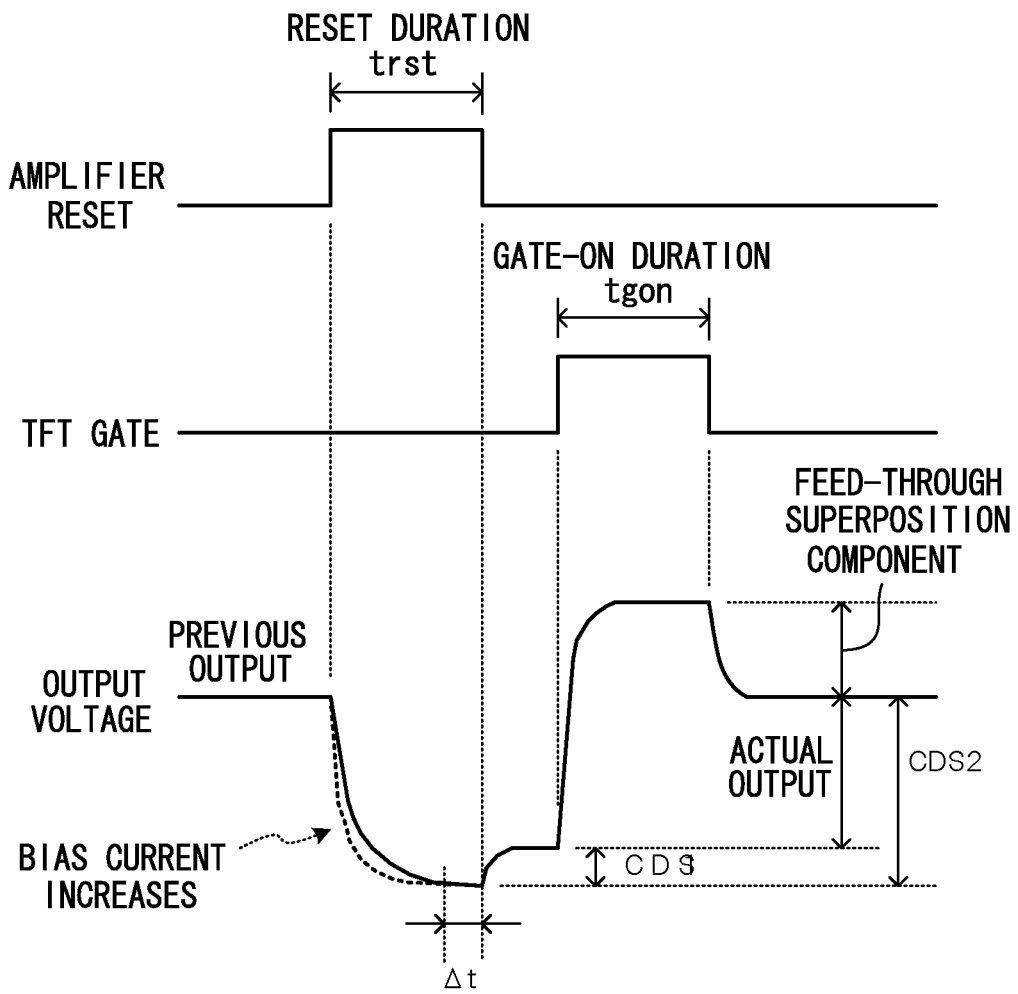 RESET DURATION
trst
AMPLIFIER
RESET
GATE-ON DURATION
tgon
TFT GATE
FEED-THROUGH
SUPERPOSITION
COMPONENT
PREVIOUS
OUTPUT
OUTPUT
VOLTAGE
ACTUAL
OUTPUT
CDS2
BIAS CURRENT
INCREASES
CDS1
Δt